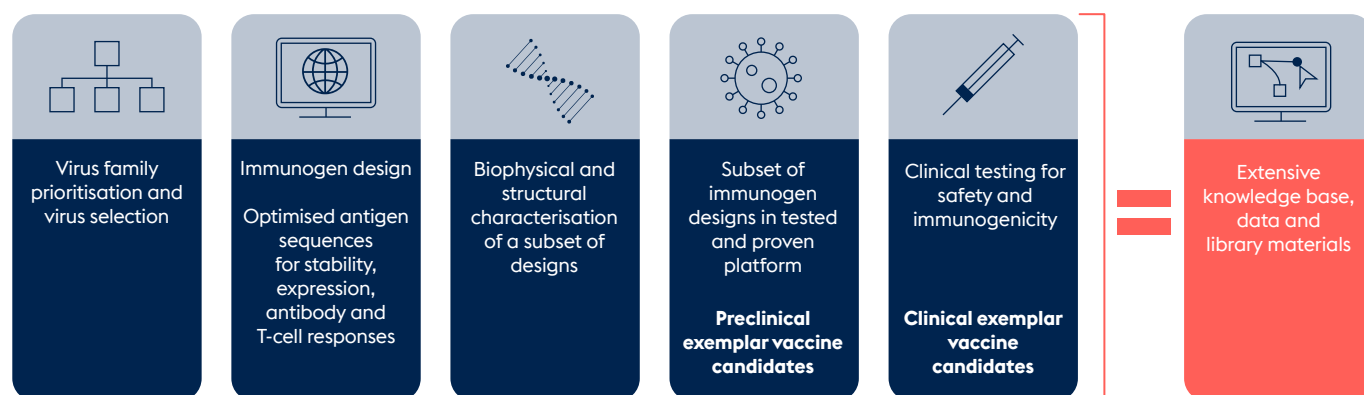 Virus family
prioritisation and
virus selection
Immunogen design
Optimised antigen
sequences
for stability,
expression,
antibody and
T-cell responses
Biophysical and
structural
characterisation
of a subset of
designs
Subset of
immunogen
designs in tested
and proven
platform
Preclinical
exemplar vaccine
candidates
Clinical testing for
safety and
immunogenicity
Clinical exemplar
vaccine
candidates
Extensive
knowledge base,
data and
library materials